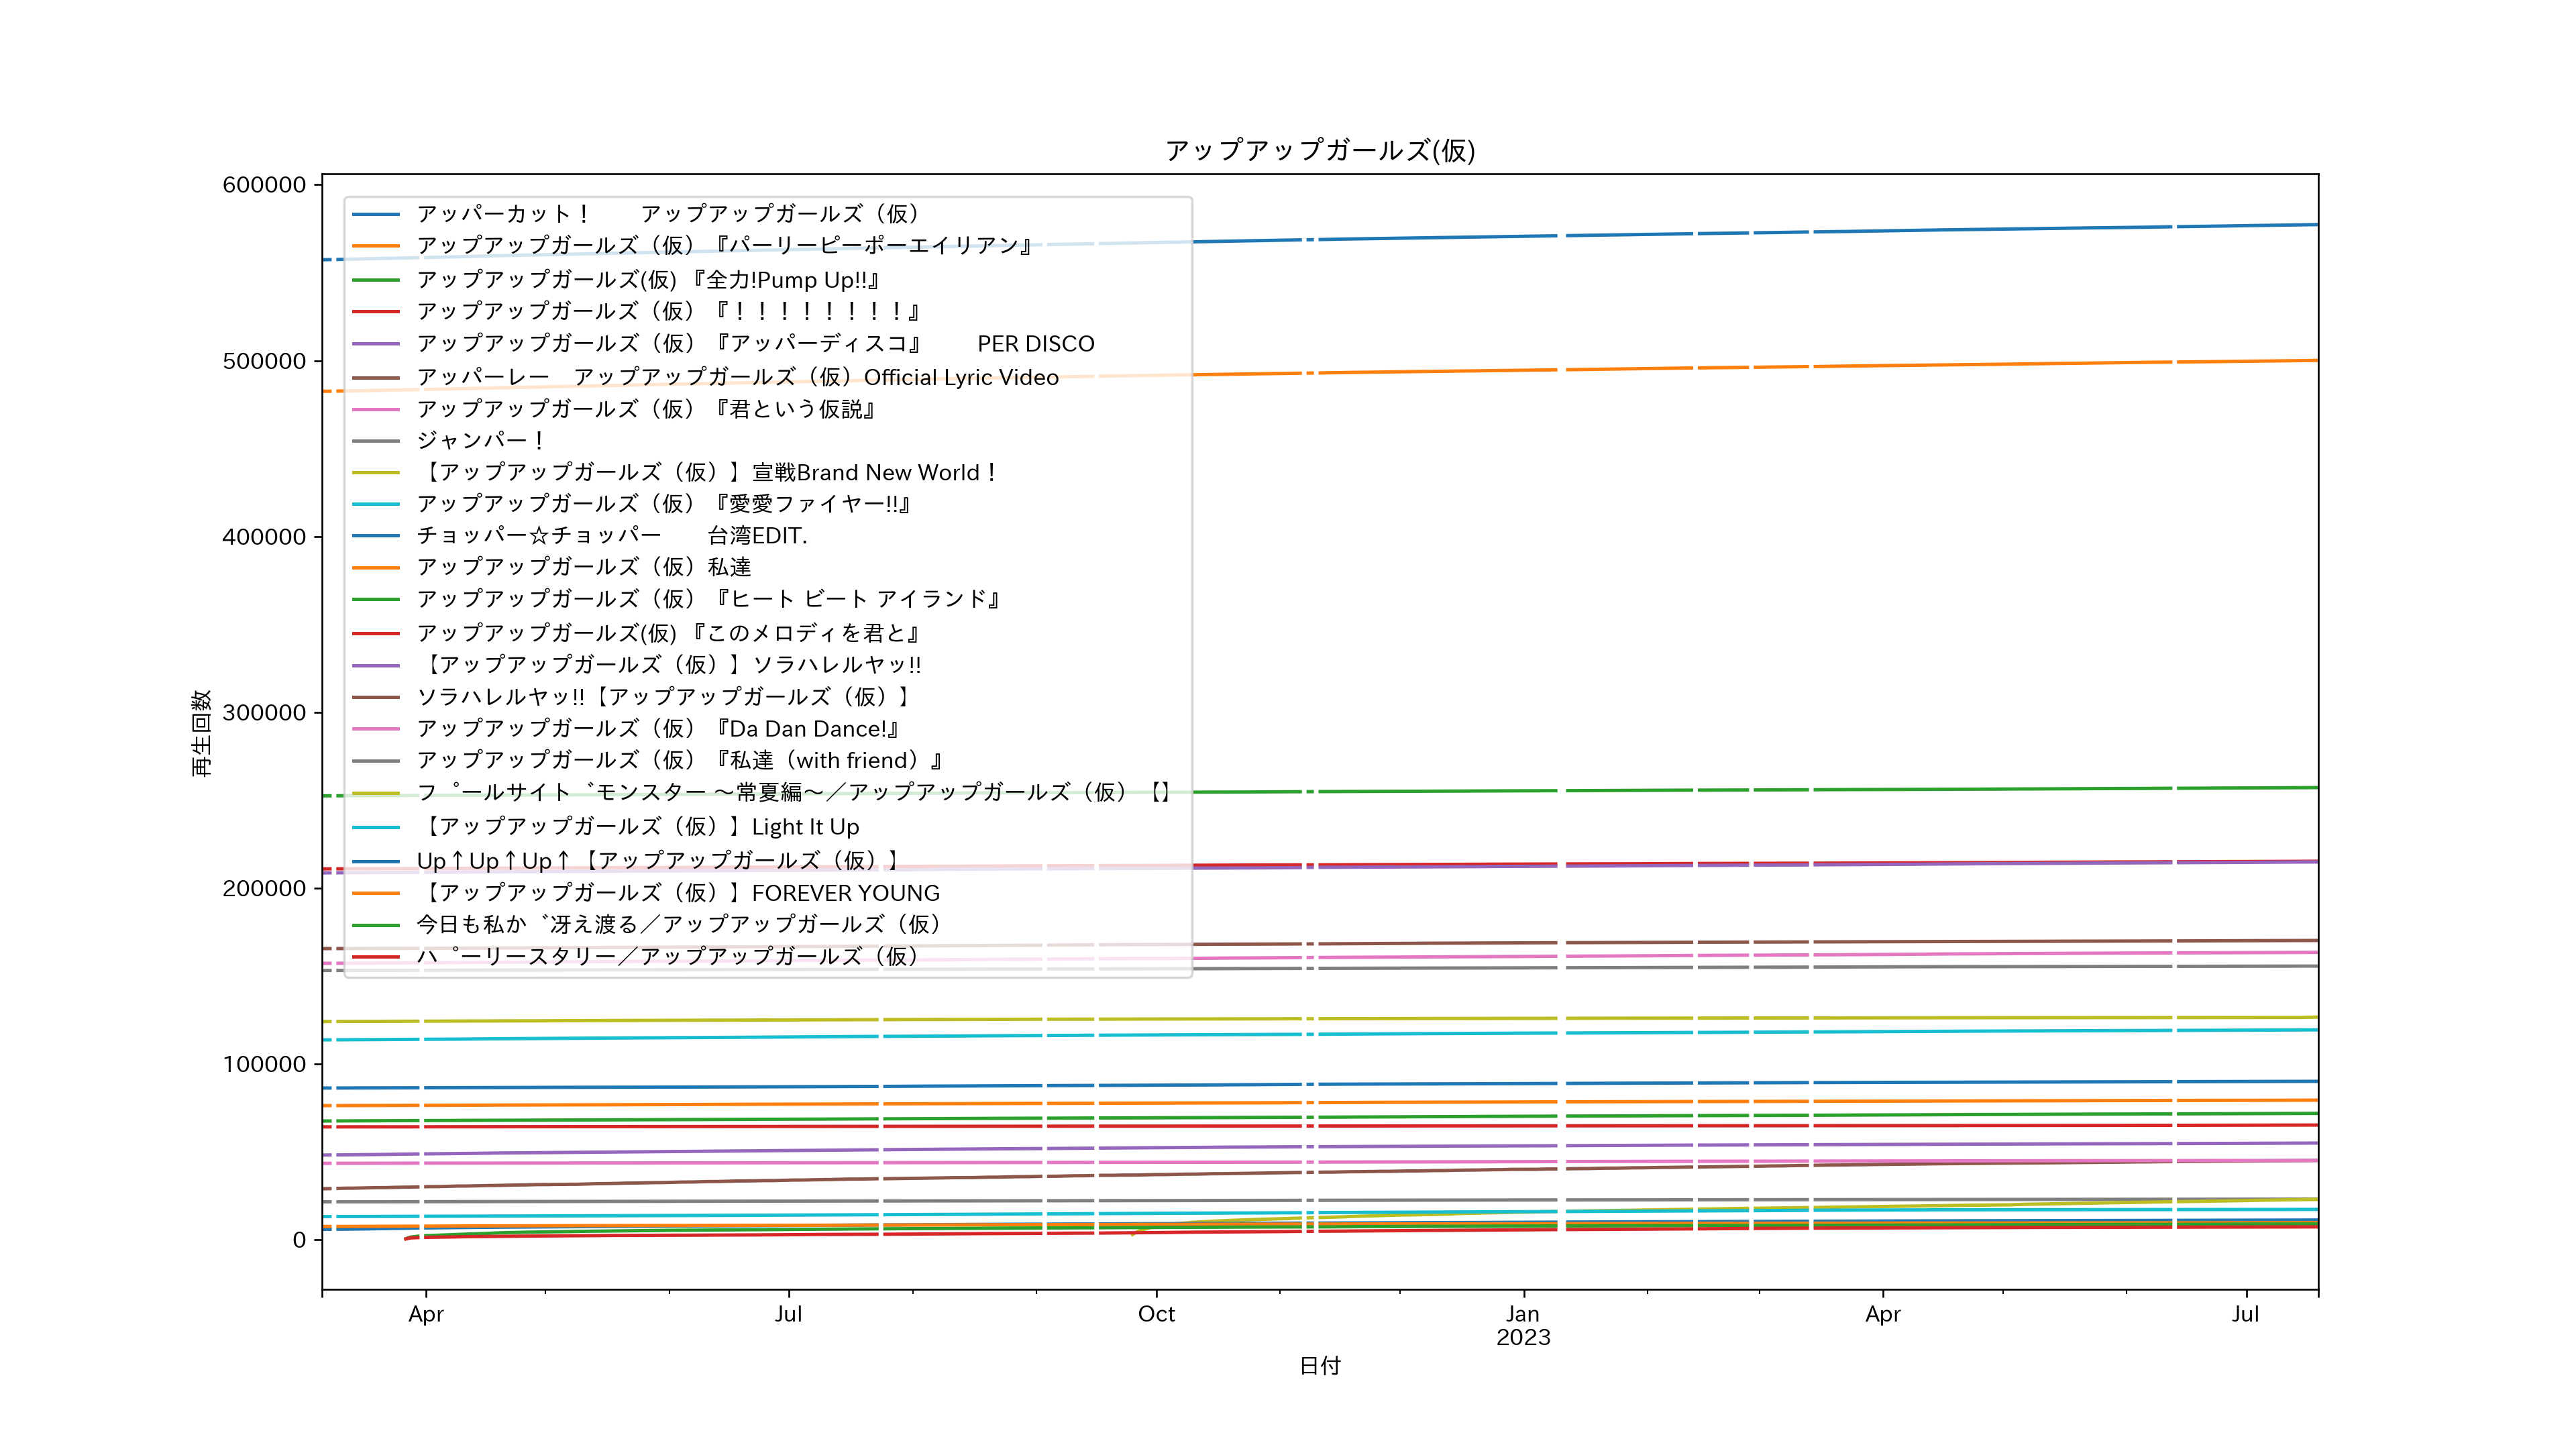 アップアップガールズ(仮)
600000
500000
400000
300000
200000
100000
0
再生回数
アッパーカット！　　アップアップガールズ（仮）
アップアップガールズ（仮）『パーリーピーポーエイリアン』
アップアップガールズ(仮) 『全力!Pump Up!!』
アップアップガールズ（仮）『！！！！！！！！』
アップアップガールズ（仮）『アッパーディスコ』　　PER DISCO
アッパーレー　アップアップガールズ（仮）Official Lyric Video
アップアップガールズ（仮）『君という仮説』
ジャンパー！
【アップアップガールズ（仮）】宣戦Brand New World！
アップアップガールズ（仮）『愛愛ファイヤー!!』
チョッパー☆チョッパー　　台湾EDIT.
アップアップガールズ（仮）私達
アップアップガールズ（仮）『ヒート ビート アイランド』
アップアップガールズ(仮) 『このメロディを君と』
【アップアップガールズ（仮）】ソラハレルヤッ!!
ソラハレルヤッ!!【アップアップガールズ（仮）】
アップアップガールズ（仮）『Da Dan Dance!』
アップアップガールズ（仮）『私達（with friend）』
フ゜ールサイト゛モンスター 〜常夏編〜／アップアップガールズ（仮）【】
【アップアップガールズ（仮）】Light It Up
Up↑Up↑Up↑【アップアップガールズ（仮）】
【アップアップガールズ（仮）】FOREVER YOUNG
今日も私か゛冴え渡る／アップアップガールズ（仮）
ハ゜ーリースタリー／アップアップガールズ（仮）
Apr
Jul
Oct
Jan
2023
Apr
Jul
日付